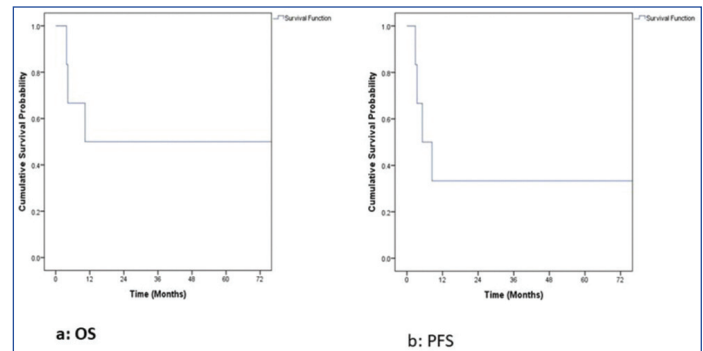 Survival Function
Cumulative Survival Probability
1.0
0.8
0.6
0.4
0.2
0.0
0 12 24 36 48 60 72
Time (Months)
a: OS
Survival Function
Cumulative Survival Probability
1.0
0.8
0.6
0.4
0.2
0.0
0 12 24 36 48 60 72
Time (Months)
b: PFS